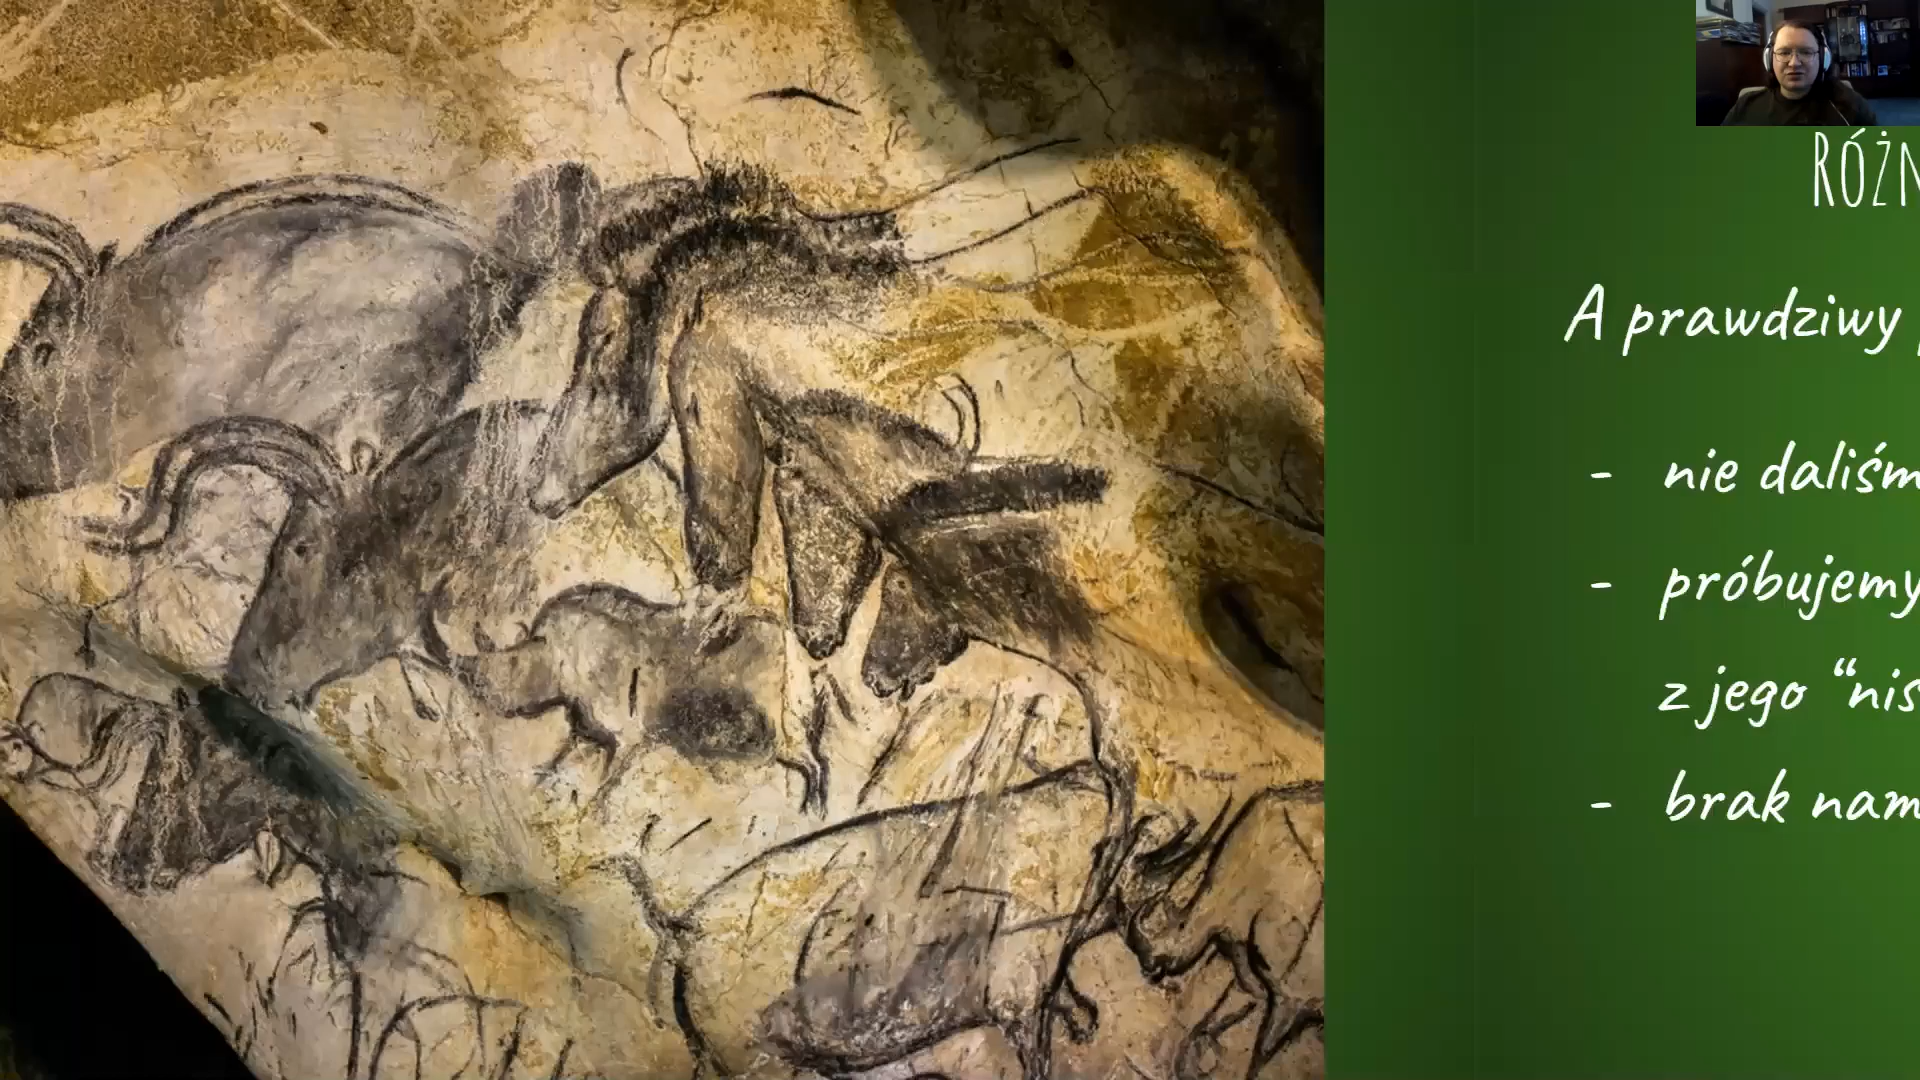 RÓŻN
A prawdziwy
- nie daliśm
- próbujemy
z jego “nis
- brak nam